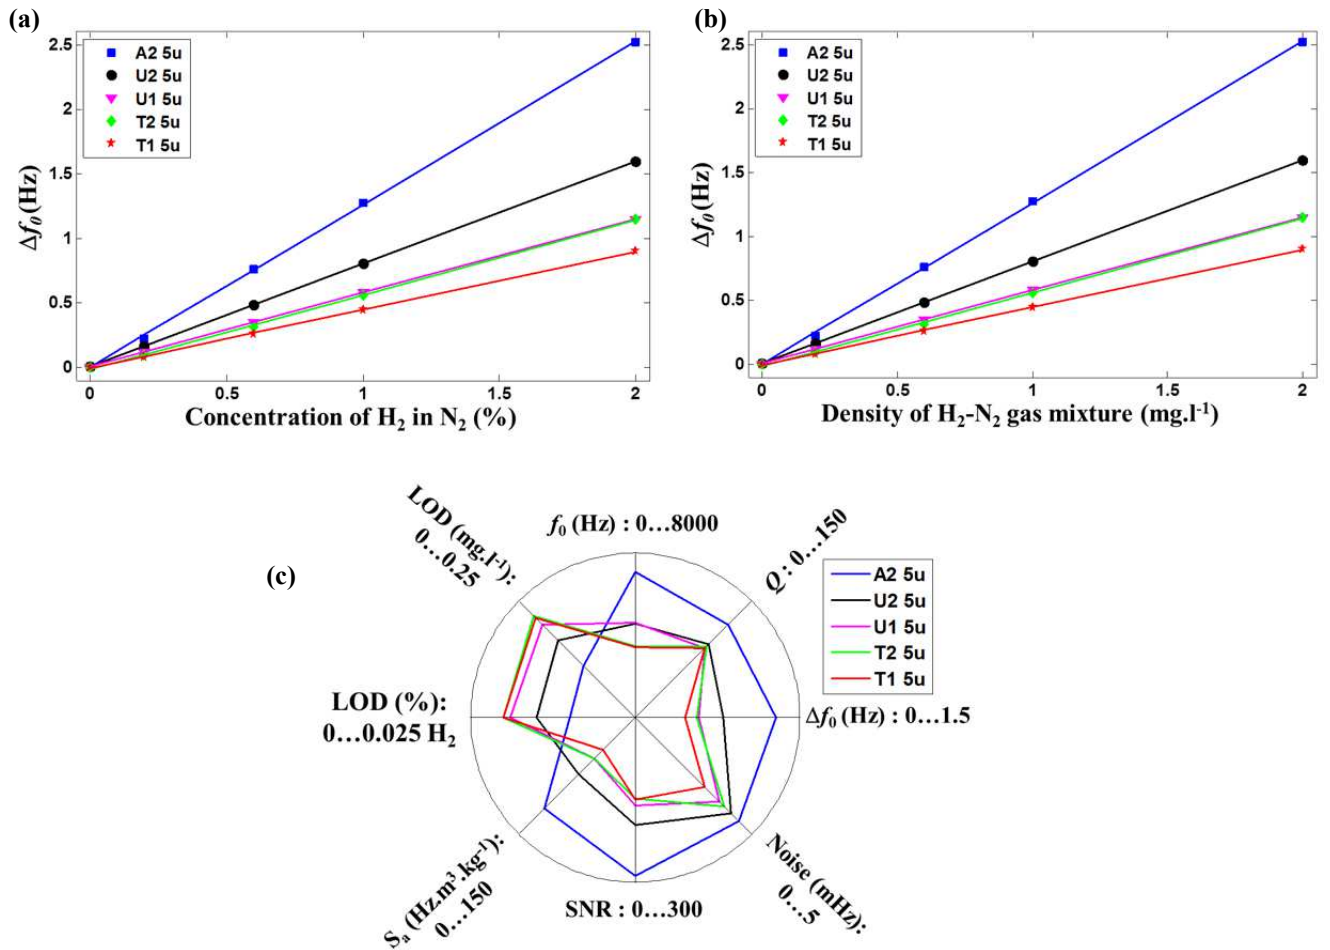 (a)
2.5
2
1.5
1
0.5
0
Δf₀(Hz)
A2 5u
U2 5u
U1 5u
T2 5u
T1 5u
0 0.5 1 1.5 2
Concentration of H₂ in N₂ (%)
(b)
2.5
2
1.5
1
0.5
0
Δf₀(Hz)
A2 5u
U2 5u
U1 5u
T2 5u
T1 5u
0 0.5 1 1.5 2
Density of H₂-N₂ gas mixture (mg.l⁻¹)
(c)
LOD (mg.l⁻¹):
0…0.25
f₀ (Hz) : 0…8000
Q : 0…150
A2 5u
U2 5u
U1 5u
T2 5u
T1 5u
LOD (%):
0…0.025 H₂
Δf₀ (Hz) : 0…1.5
Sₐ (Hz.m³.kg⁻¹):
0…150
SNR : 0…300
Noise (mHz):
0…5